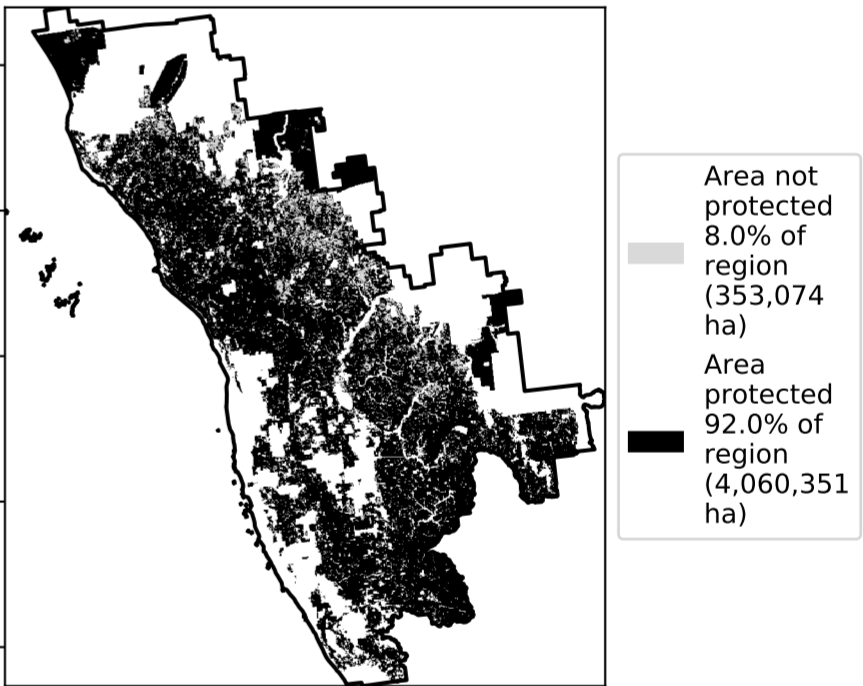 Area not
protected
8.0% of
region
(353,074
ha)
Area
protected
92.0% of
region
(4,060,351
ha)